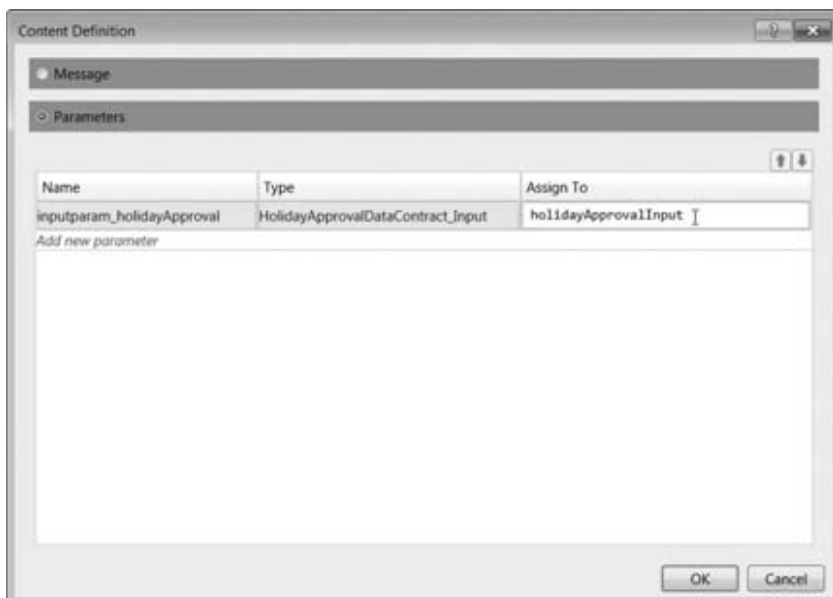 Content Definition
Message
Parameters
Name Type Assign To
inputparam_holidayApproval HolidayApprovalDataContract_Input holidayApprovalInput
Add new parameter
OK Cancel